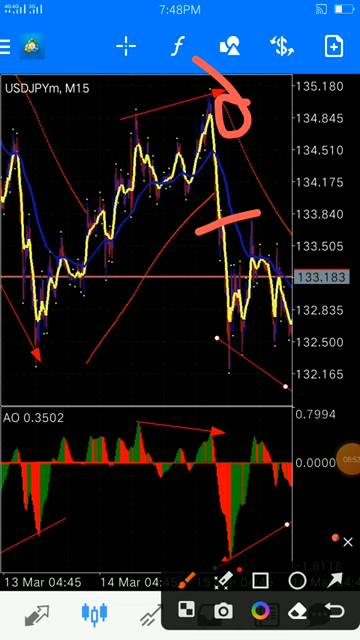 7:48PM
USDJPYm, M15
135.180
134.845
134.510
134.175
133.840
133.505
133.183
132.835
132.500
132.165
AO 0.3502
0.7994
0.0000
-1.6118
13 Mar 04:45
14 Mar 04:45